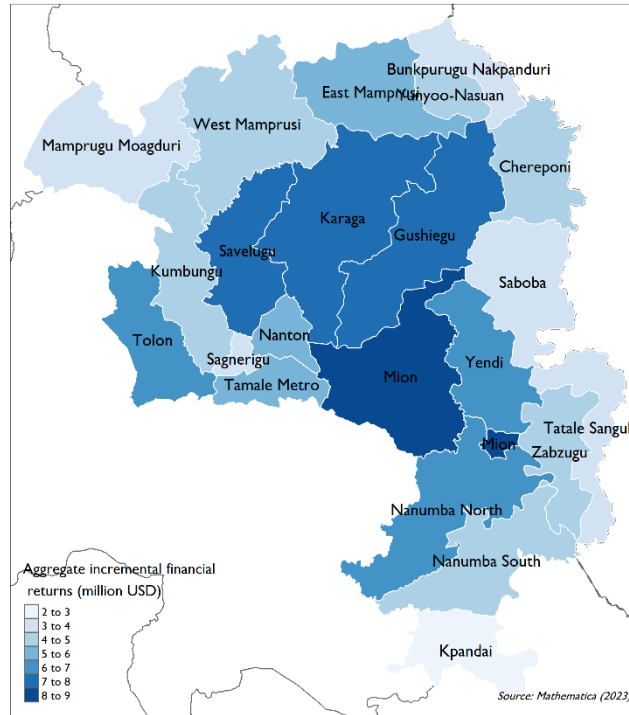 Bunkpurugu Nakpanduri
East Mamprusi
Yunyoo-Nasuan
West Mamprusi
Mamprugu Moagduri
Chereponi
Karaga
Gushiegu
Savelugu
Kumbungu
Saboba
Tolon
Nanton
Yendi
Sagnerigu
Mion
Tamale Metro
Tatale Sangul
Mion
Zabzugu
Nanumba North
Nanumba South
Aggregate incremental financial
returns (million USD)
2 to 3
3 to 4
4 to 5
5 to 6
6 to 7
7 to 8
8 to 9
Kpandai
Source: Mathematica (2023)